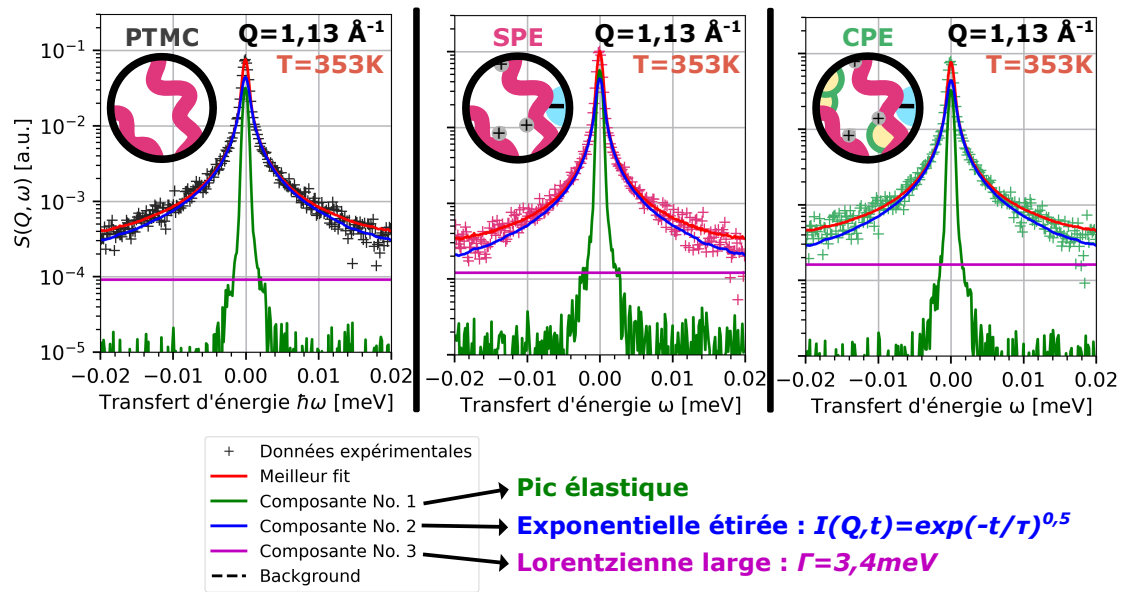 PTMC
Q=1,13 Å⁻¹
T=353K
SPE
Q=1,13 Å⁻¹
T=353K
CPE
Q=1,13 Å⁻¹
T=353K
S(Q, ω) [a.u.]
10⁻¹
10⁻²
10⁻³
10⁻⁴
10⁻⁵
−0.02 −0.01 0.00 0.01 0.02
−0.02 −0.01 0.00 0.01 0.02
−0.02 −0.01 0.00 0.01 0.02
Transfert d'énergie ℏω [meV]
Transfert d'énergie ω [meV]
Transfert d'énergie ω [meV]
Données expérimentales
Meilleur fit
Composante No. 1
Composante No. 2
Composante No. 3
Background
Pic élastique
Exponentielle étirée : I(Q,t)=exp(-t/τ)⁰,⁵
Lorentzienne large : Γ=3,4meV